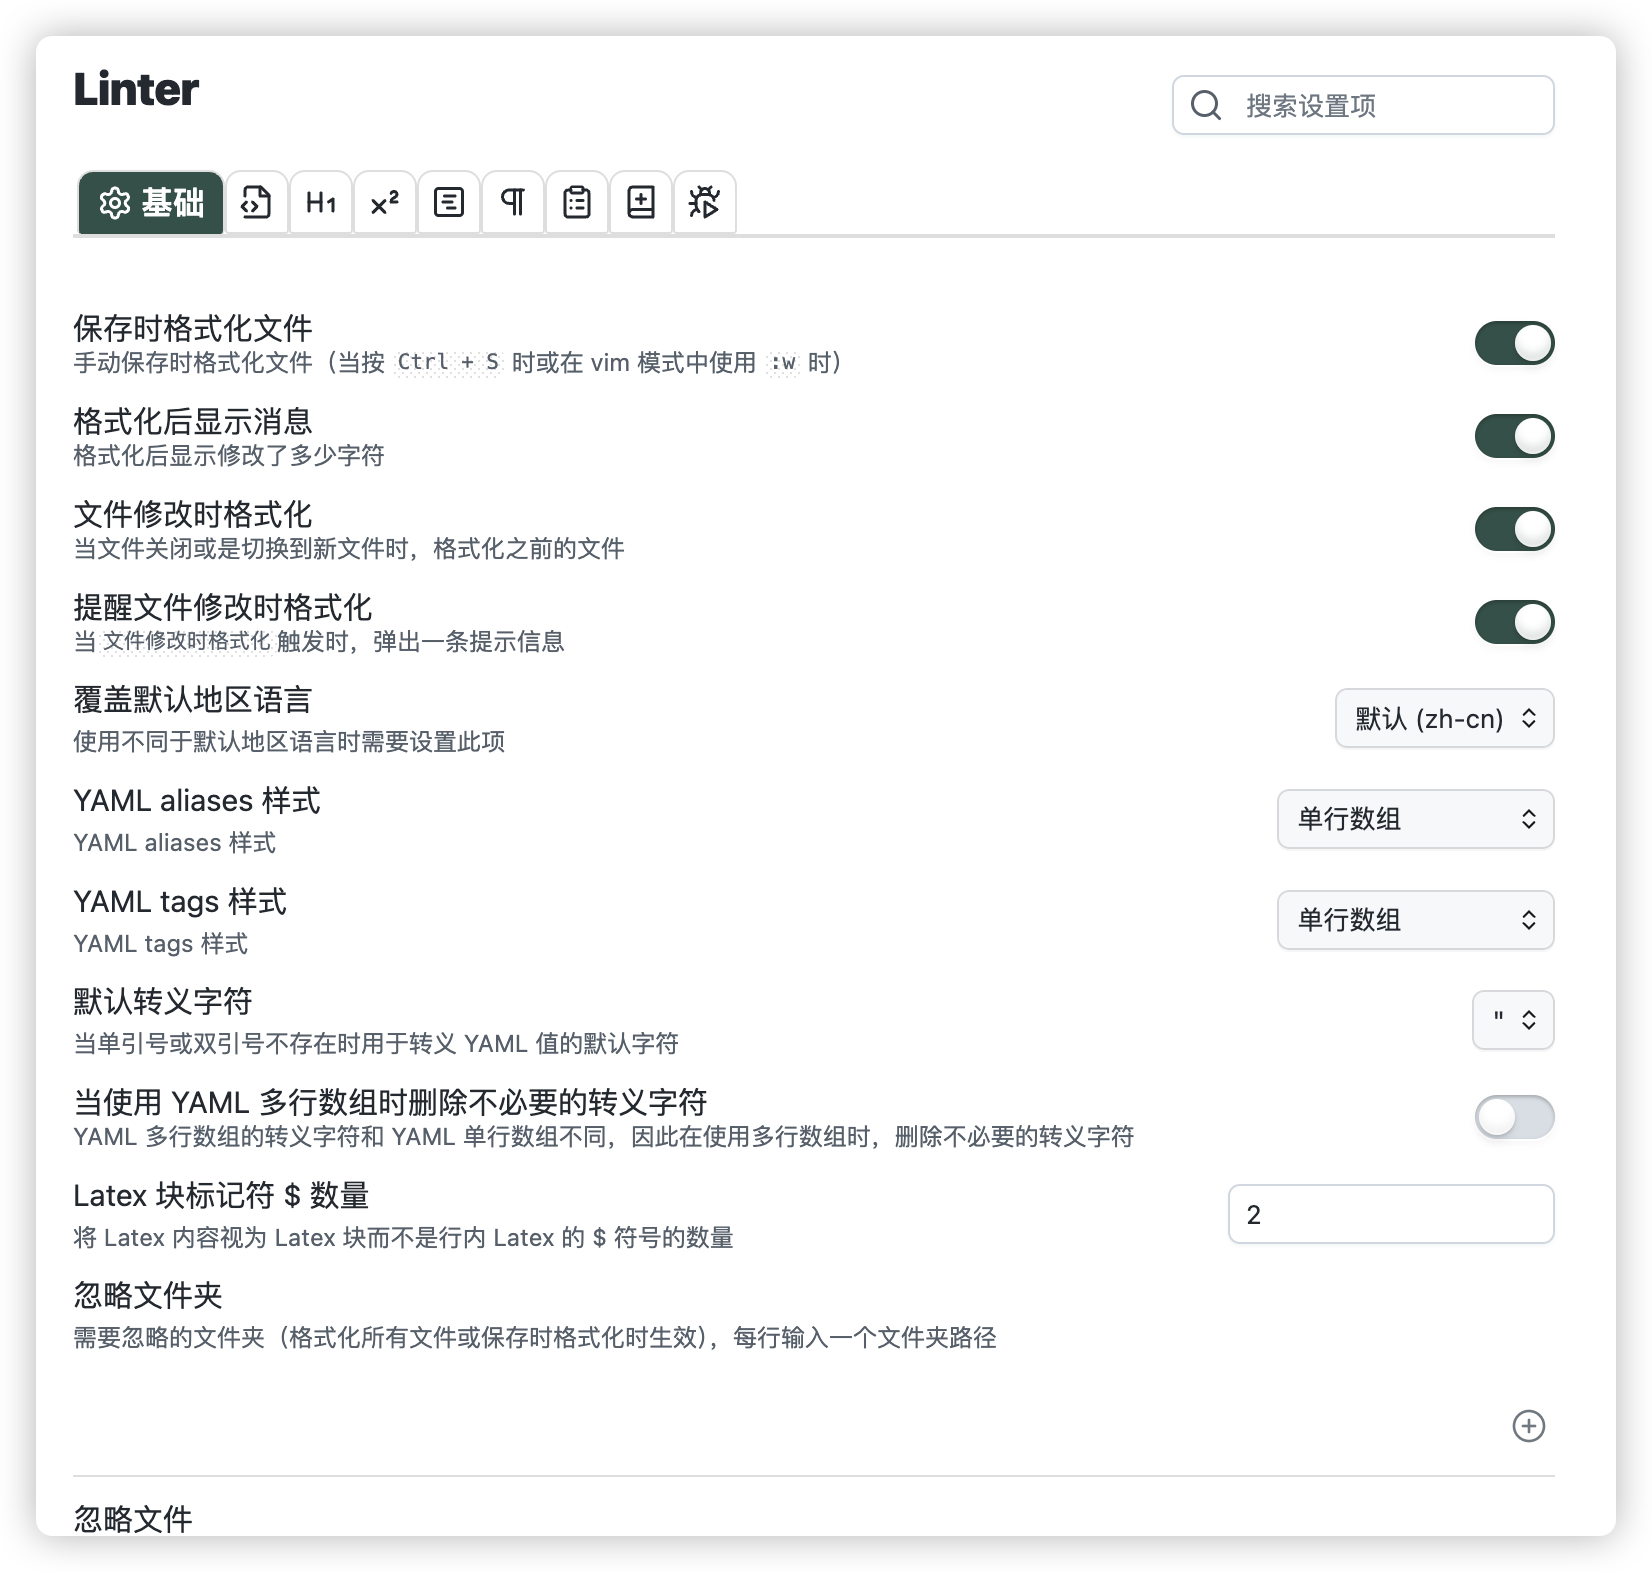 Linter
搜索设置项
基础
H1
x²
保存时格式化文件
手动保存时格式化文件（当按 Ctrl + S 时或在 vim 模式中使用 :w 时）
格式化后显示消息
格式化后显示修改了多少字符
文件修改时格式化
当文件关闭或是切换到新文件时，格式化之前的文件
提醒文件修改时格式化
当 文件修改时格式化 触发时，弹出一条提示信息
覆盖默认地区语言
默认 (zh-cn)
使用不同于默认地区语言时需要设置此项
YAML aliases 样式
单行数组
YAML aliases 样式
YAML tags 样式
单行数组
YAML tags 样式
默认转义字符
"
当单引号或双引号不存在时用于转义 YAML 值的默认字符
当使用 YAML 多行数组时删除不必要的转义字符
YAML 多行数组的转义字符和 YAML 单行数组不同，因此在使用多行数组时，删除不必要的转义字符
Latex 块标记符 $ 数量
2
将 Latex 内容视为 Latex 块而不是行内 Latex 的 $ 符号的数量
忽略文件夹
需要忽略的文件夹（格式化所有文件或保存时格式化时生效），每行输入一个文件夹路径
忽略文件